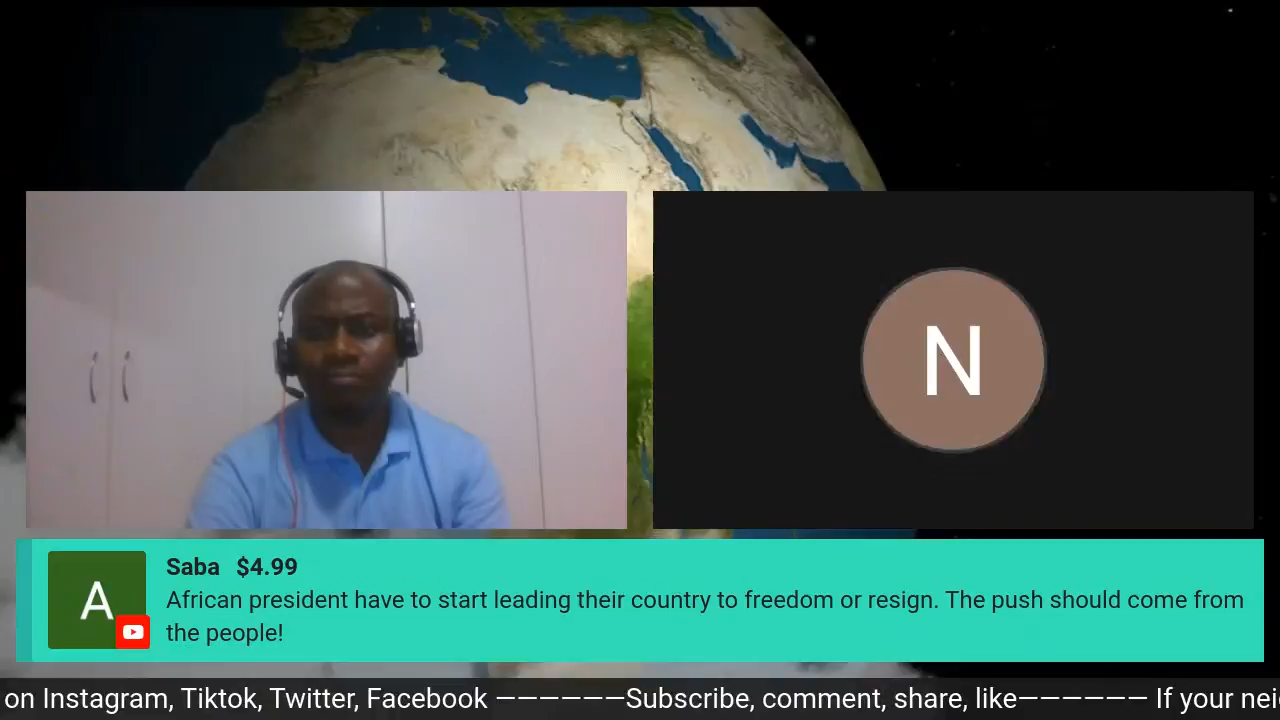 N
A
Saba $4.99
African president have to start leading their country to freedom or resign. The push should come from
the people!
on Instagram, Tiktok, Twitter, Facebook ——————Subscribe, comment, share, like—————— If your